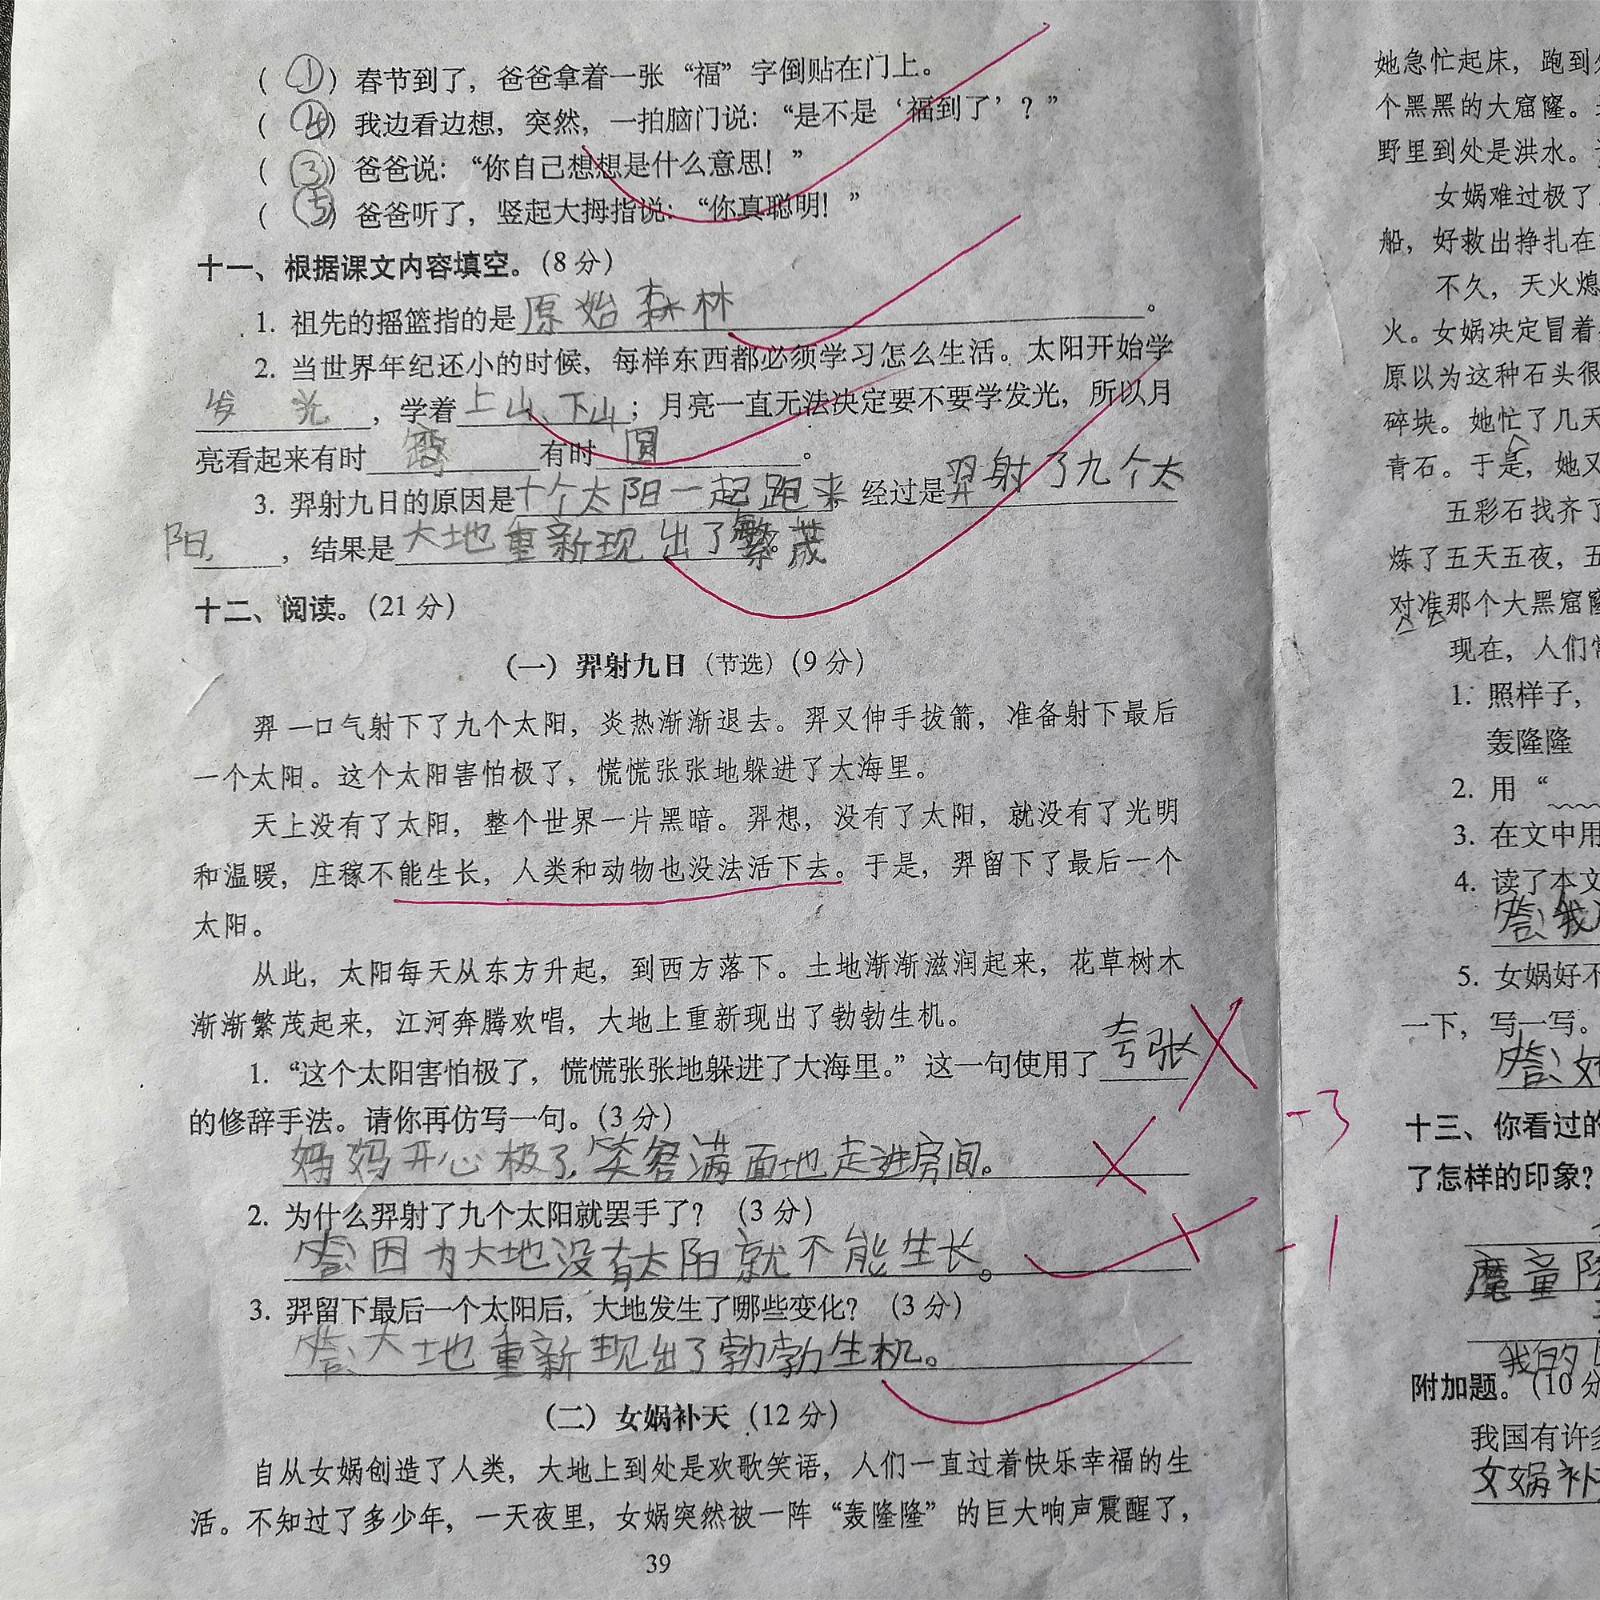 (①)春节到了，爸爸拿着一张“福”字倒贴在门上。
(④)我边看边想，突然，一拍脑门说：“是不是‘福到了’？”
(③)爸爸说：“你自己想想是什么意思！”
(⑤)爸爸听了，竖起大拇指说：“你真聪明！”
十一、根据课文内容填空。(8分)
1. 祖先的摇篮指的是原始森林。
2. 当世界年纪还小的时候，每样东西都必须学习怎么生活。太阳开始学
发光，学着上山、下山；月亮一直无法决定要不要学发光，所以月
亮看起来有时 有时圆。
3. 羿射九日的原因是十个太阳一起跑来，经过是羿射了九个太
阳，结果是大地重新现出了繁茂。
十二、阅读。(21分)
(一) 羿射九日(节选)(9分)
羿一口气射下了九个太阳，炎热渐渐退去。羿又伸手拔箭，准备射下最后
一个太阳。这个太阳害怕极了，慌慌张张地躲进了大海里。
天上没有了太阳，整个世界一片黑暗。羿想，没有了太阳，就没有了光明
和温暖，庄稼不能生长，人类和动物也没法活下去。于是，羿留下了最后一个
太阳。
从此，太阳每天从东方升起，到西方落下。土地渐渐滋润起来，花草树木
渐渐繁茂起来，江河奔腾欢唱，大地上重新现出了勃勃生机。
1. “这个太阳害怕极了，慌慌张张地躲进了大海里。”这一句使用了夸张
的修辞手法。请你再仿写一句。(3分)
-3
妈妈开心极了，笑容满面地走进房间。
2. 为什么羿射了九个太阳就罢手了？(3分)
答：因为大地没有太阳就不能生长。
-1
3. 羿留下最后一个太阳后，大地发生了哪些变化？(3分)
答：大地重新现出了勃勃生机。
(二) 女娲补天(12分)
自从女娲创造了人类，大地上到处是欢歌笑语，人们一直过着快乐幸福的生
活。不知过了多少年，一天夜里，女娲突然被一阵“轰隆隆”的巨大响声震醒了，
39
她急忙起床，跑到
个黑黑的大窟窿。
野里到处是洪水。
女娲难过极了
船，好救出挣扎在
不久，天火熄
火。女娲决定冒着
原以为这种石头很
碎块。她忙了几天
青石。于是，她又
五彩石找齐了
炼了五天五夜，五
对准那个大黑窟窿
现在，人们常
1. 照样子，
轰隆隆
2. 用“
3. 在文中用
4. 读了本文
答：我
5. 女娲好不
一下，写一写。
答：女
十三、你看过的
了怎样的印象？
魔童
我的
附加题。(10分
我国有许多
女娲补